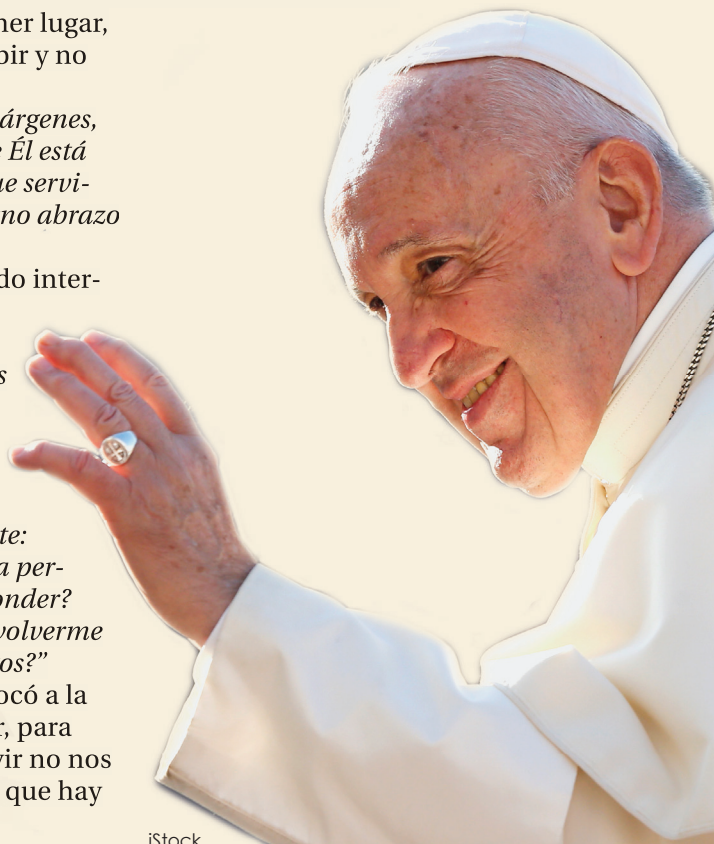 ner lugar,
bir y no
árgenes,
e Él está
ue servi-
no abrazo
do inter-
s
te:
a per-
onder?
volverme
os?”
ocó a la
r, para
vir no nos
que hay
iStock